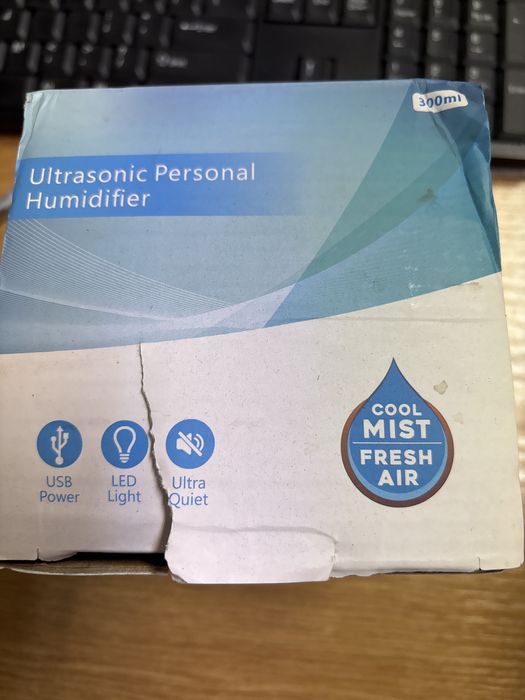 300ml
Ultrasonic Personal
Humidifier
COOL
MIST
FRESH
AIR
USB
Power
LED
Light
Ultra
Quiet